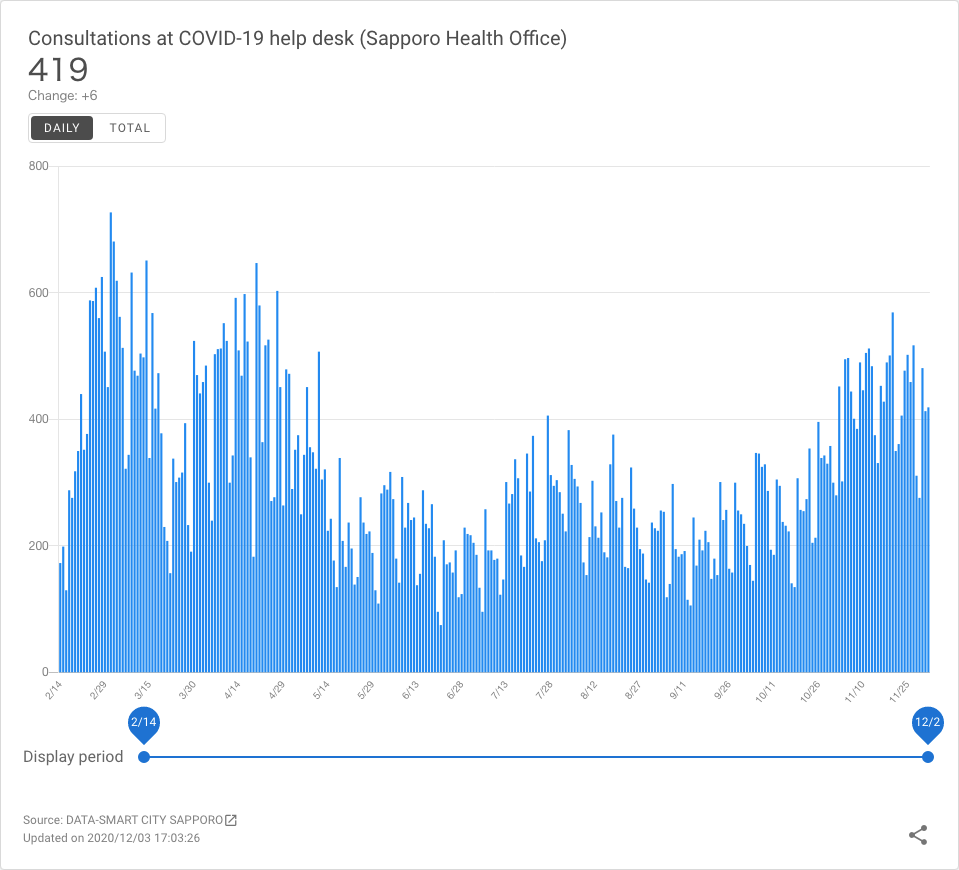 Consultations at COVID-19 help desk (Sapporo Health Office)
419
Change: +6
DAILY TOTAL
800
600
400
200
0
2/14 2/29 3/15 3/30 4/14 4/29 5/14 5/29 6/13 6/28 7/13 7/28 8/12 8/27 9/11 9/26 10/11 10/26 11/10 11/25
2/14 12/2
Display period
Source: DATA-SMART CITY SAPPORO
Updated on 2020/12/03 17:03:26